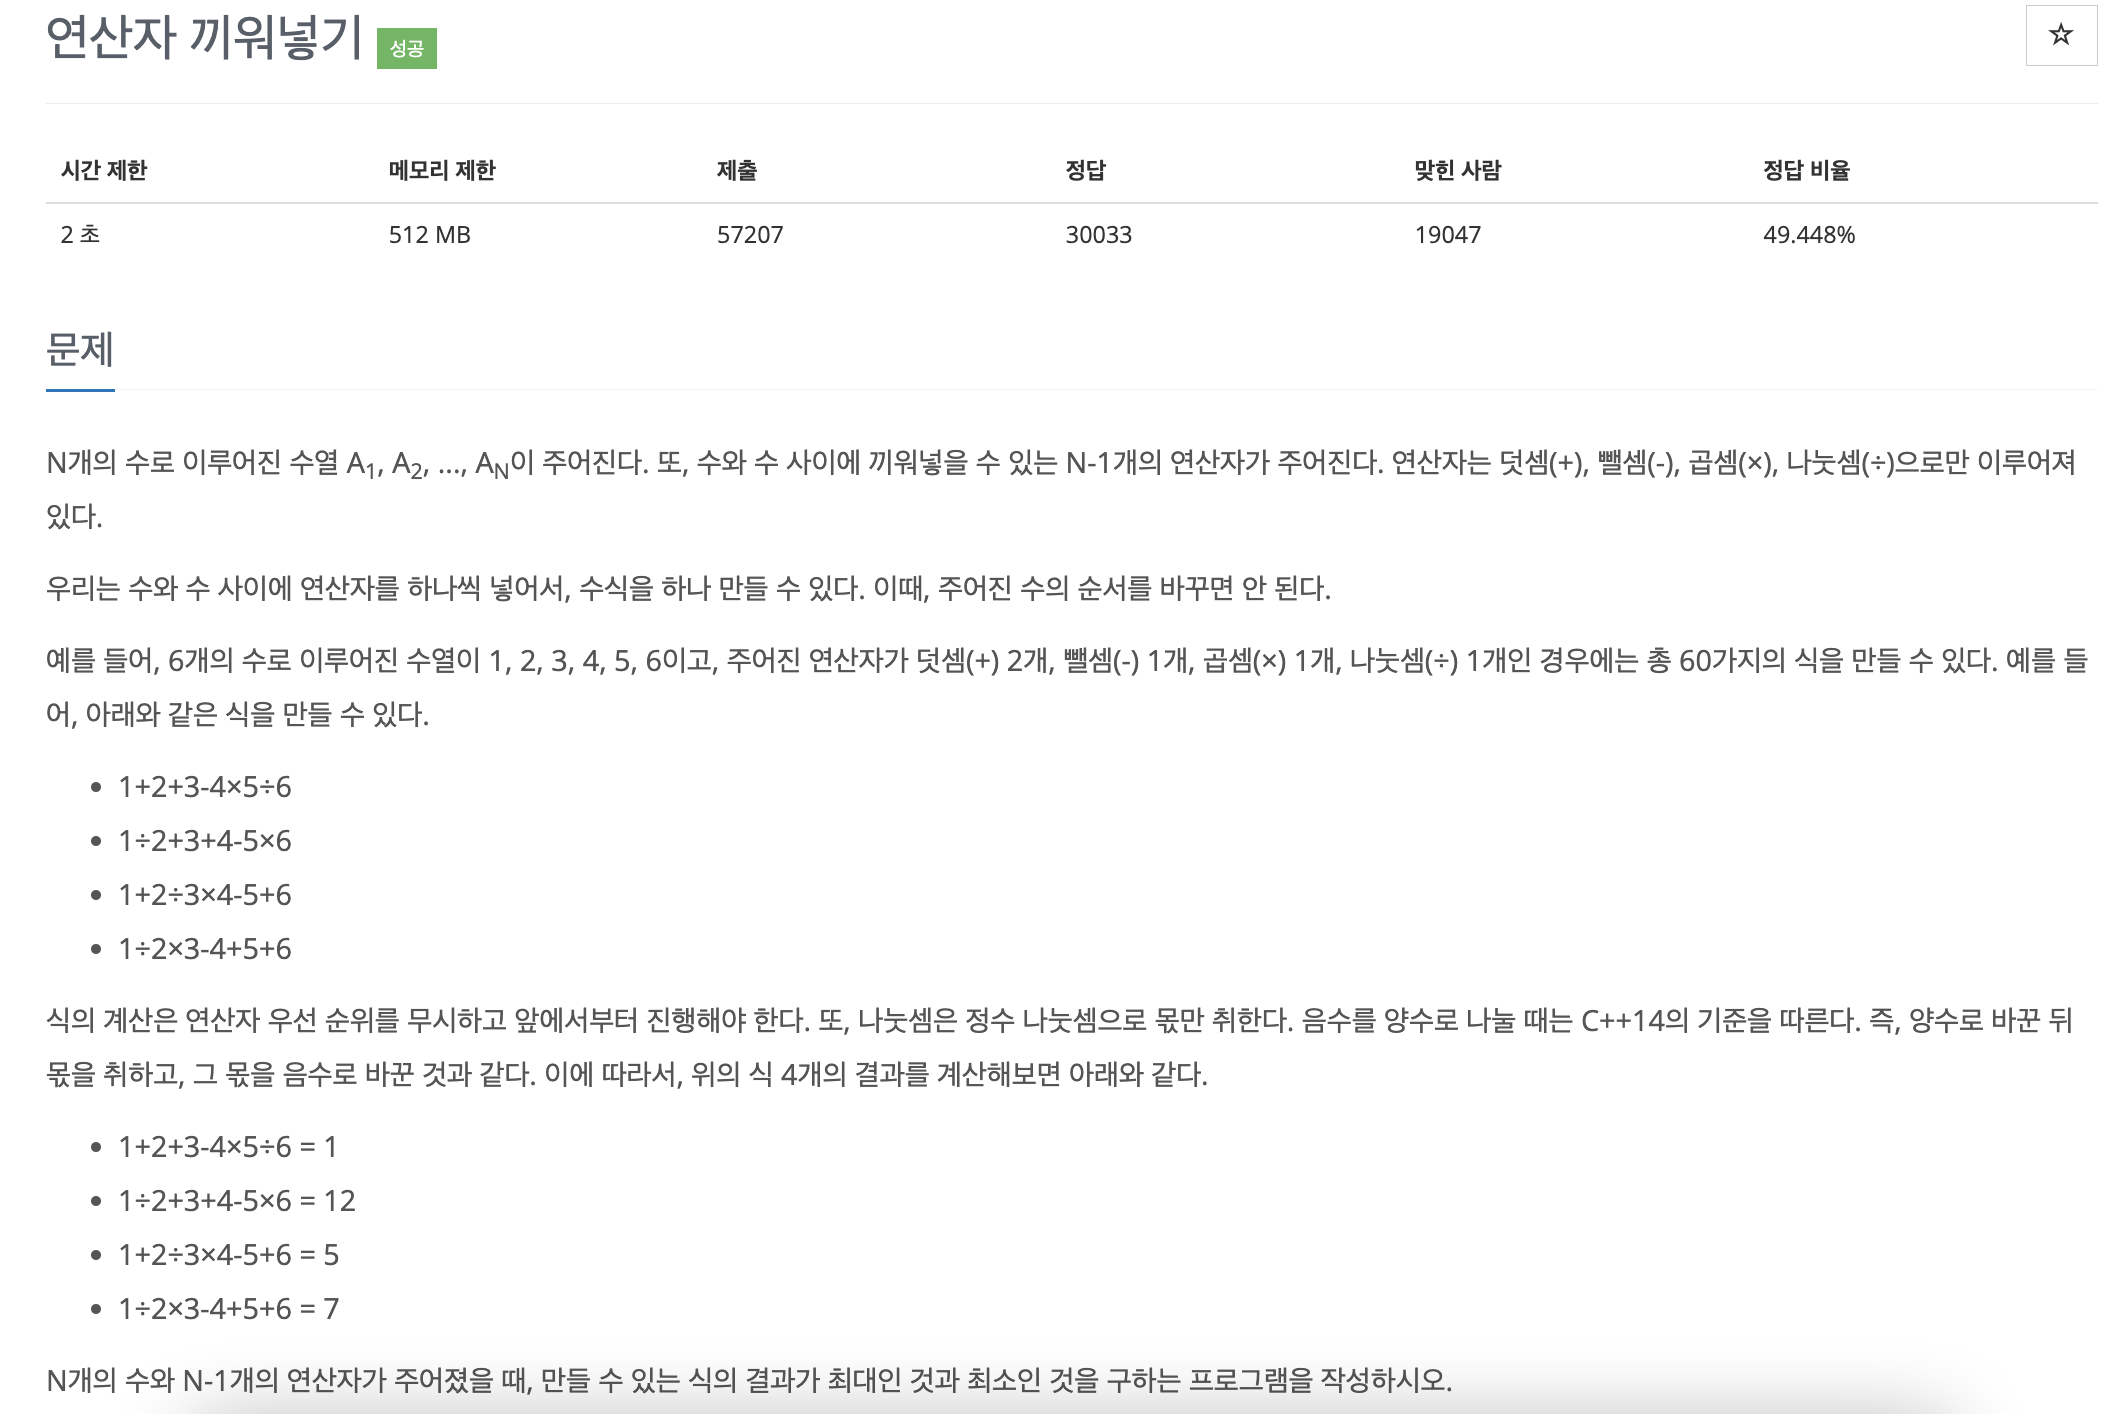 연산자 끼워넣기 성공
☆
시간 제한 메모리 제한 제출 정답 맞힌 사람 정답 비율
2 초 512 MB 57207 30033 19047 49.448%
문제
N개의 수로 이루어진 수열 A1, A2, ..., AN이 주어진다. 또, 수와 수 사이에 끼워넣을 수 있는 N-1개의 연산자가 주어진다. 연산자는 덧셈(+), 뺄셈(-), 곱셈(×), 나눗셈(÷)으로만 이루어져
있다.
우리는 수와 수 사이에 연산자를 하나씩 넣어서, 수식을 하나 만들 수 있다. 이때, 주어진 수의 순서를 바꾸면 안 된다.
예를 들어, 6개의 수로 이루어진 수열이 1, 2, 3, 4, 5, 6이고, 주어진 연산자가 덧셈(+) 2개, 뺄셈(-) 1개, 곱셈(×) 1개, 나눗셈(÷) 1개인 경우에는 총 60가지의 식을 만들 수 있다. 예를 들
어, 아래와 같은 식을 만들 수 있다.
• 1+2+3-4×5÷6
• 1÷2+3+4-5×6
• 1+2÷3×4-5+6
• 1÷2×3-4+5+6
식의 계산은 연산자 우선 순위를 무시하고 앞에서부터 진행해야 한다. 또, 나눗셈은 정수 나눗셈으로 몫만 취한다. 음수를 양수로 나눌 때는 C++14의 기준을 따른다. 즉, 양수로 바꾼 뒤
몫을 취하고, 그 몫을 음수로 바꾼 것과 같다. 이에 따라서, 위의 식 4개의 결과를 계산해보면 아래와 같다.
• 1+2+3-4×5÷6 = 1
• 1÷2+3+4-5×6 = 12
• 1+2÷3×4-5+6 = 5
• 1÷2×3-4+5+6 = 7
N개의 수와 N-1개의 연산자가 주어졌을 때, 만들 수 있는 식의 결과가 최대인 것과 최소인 것을 구하는 프로그램을 작성하시오.